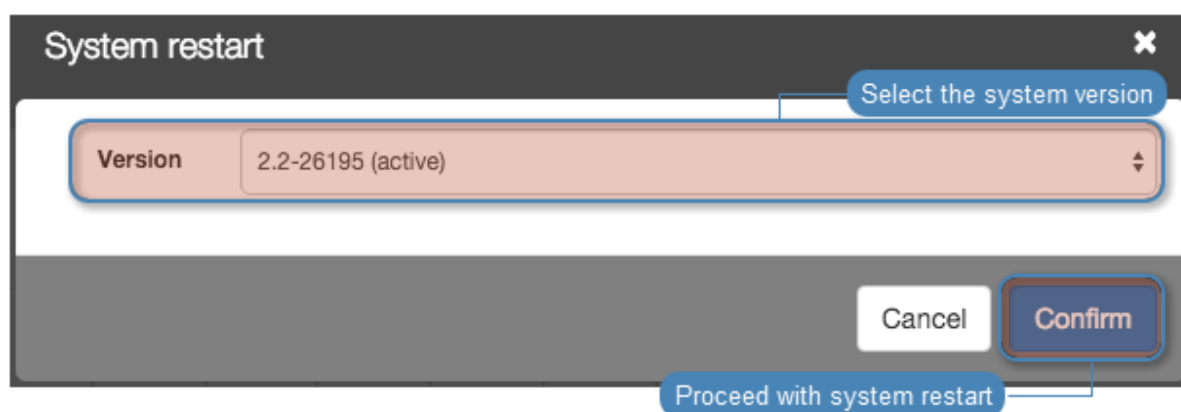 System restart
Select the system version
Version 2.2-26195 (active)
Cancel Confirm
Proceed with system restart